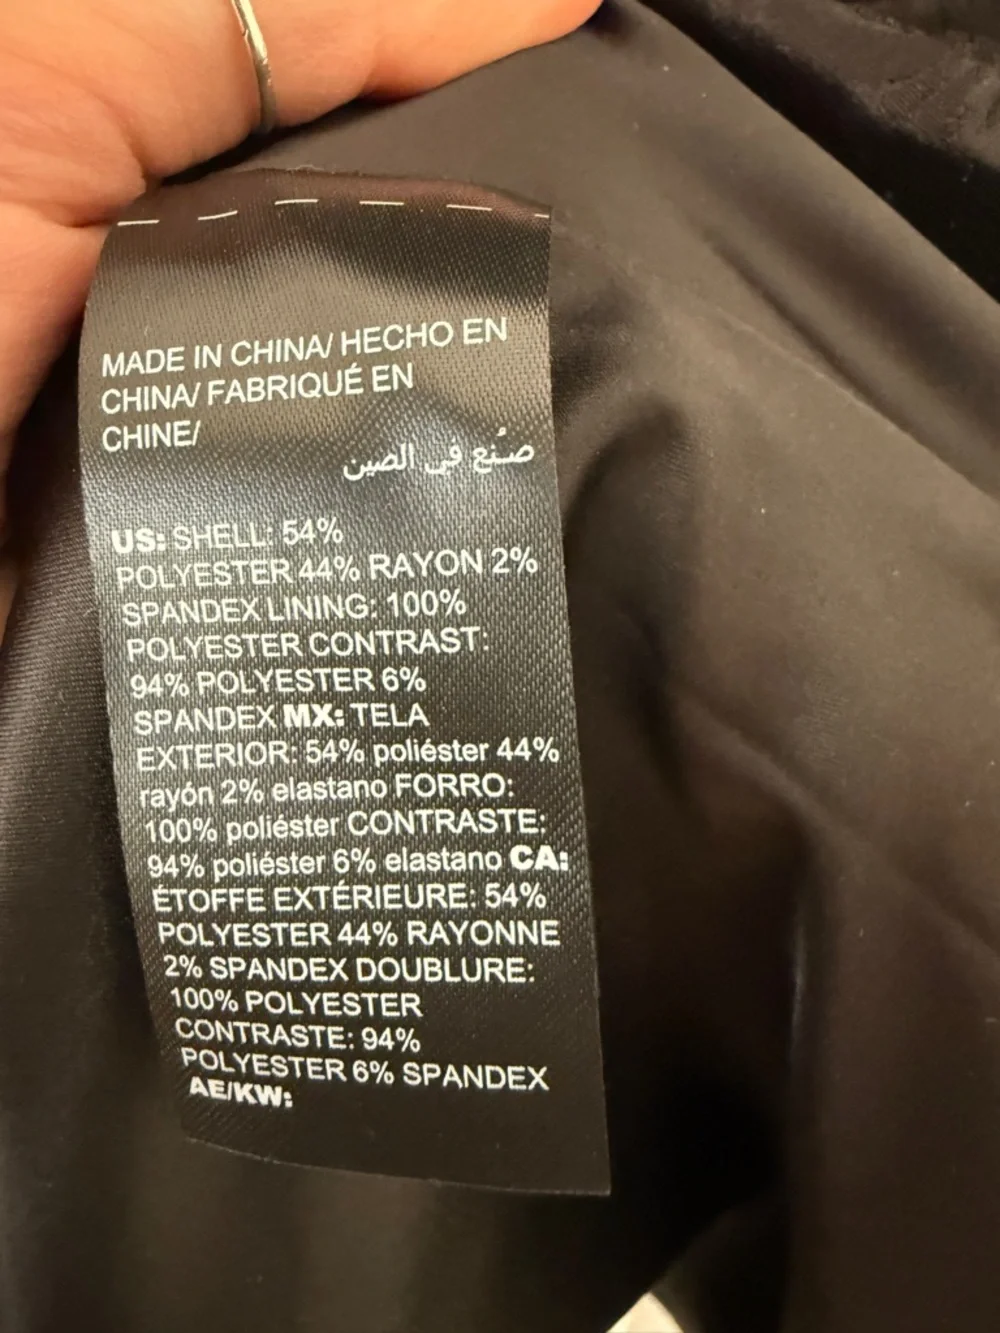 MADE IN CHINA/ HECHO EN
CHINA/ FABRIQUÉ EN
CHINE/
صُنع في الصين
US: SHELL: 54%
POLYESTER 44% RAYON 2%
SPANDEX LINING: 100%
POLYESTER CONTRAST:
94% POLYESTER 6%
SPANDEX MX: TELA
EXTERIOR: 54% poliéster 44%
rayón 2% elastano FORRO:
100% poliéster CONTRASTE:
94% poliéster 6% elastano CA:
ÉTOFFE EXTÉRIEURE: 54%
POLYESTER 44% RAYONNE
2% SPANDEX DOUBLURE:
100% POLYESTER
CONTRASTE: 94%
POLYESTER 6% SPANDEX
AE/KW: